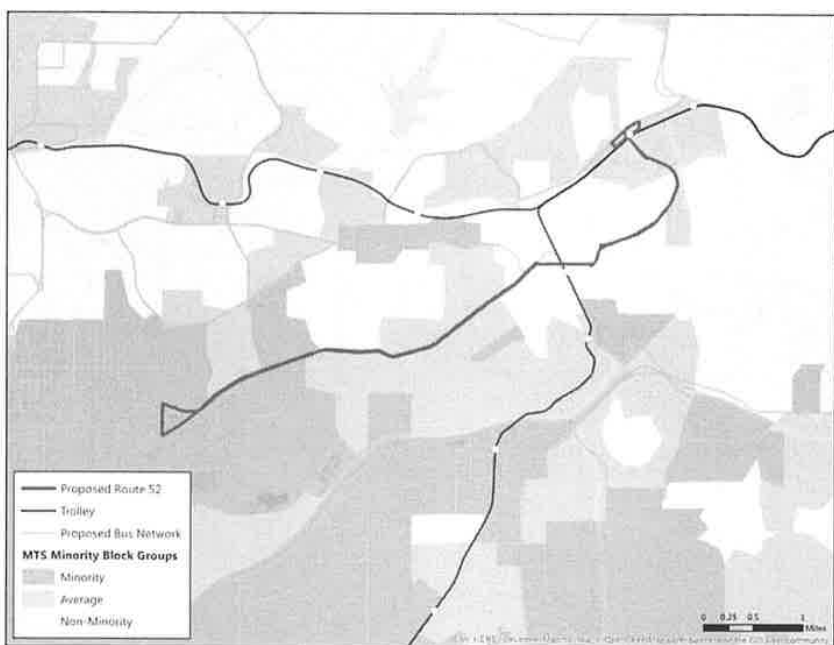 Proposed Route 52
Trolley
Proposed Bus Network
MTS Minority Block Groups
Minority
Average
Non-Minority
0 0.25 0.5 1
Miles